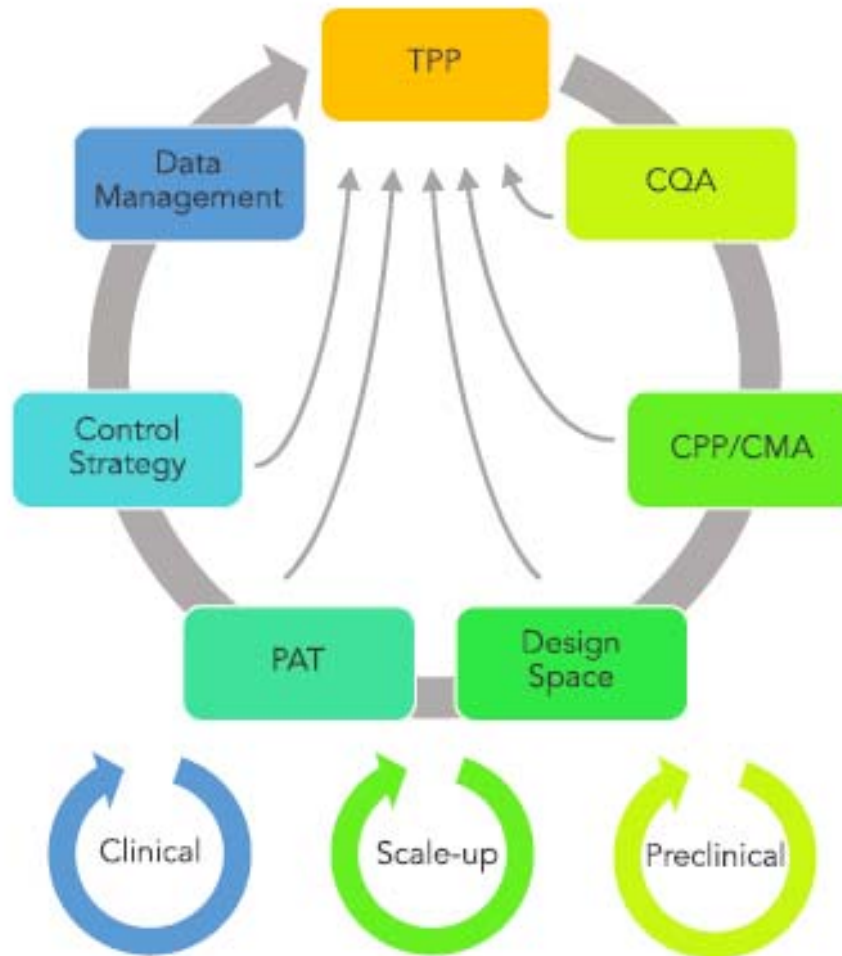 TPP
Data
Management
CQA
Control
Strategy
CPP/CMA
PAT
Design
Space
Clinical
Scale-up
Preclinical